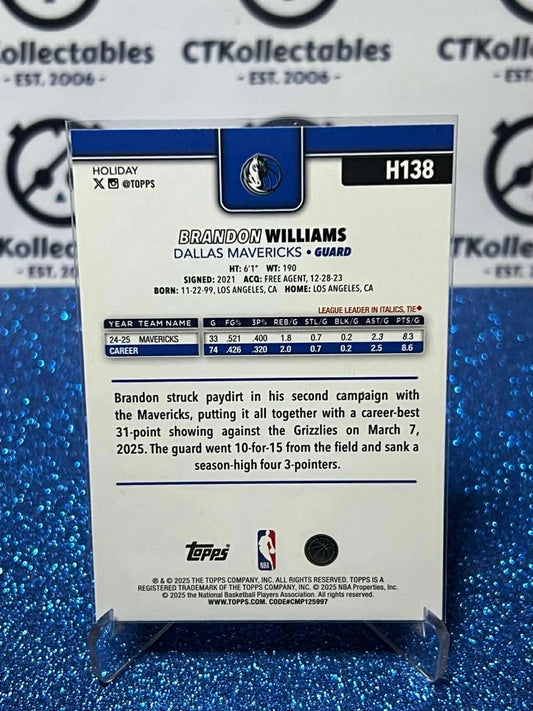 Kollectables CTKollectables CTKollectables
- EST. 2006 - - EST. 2006 - - EST. 2006 -
HOLIDAY
X @TOPPS
H138
BRANDON WILLIAMS
DALLAS MAVERICKS • GUARD
HT: 6'1" WT: 190
SIGNED: 2021 ACQ: FREE AGENT, 12-28-23
BORN: 11-22-99, LOS ANGELES, CA HOME: LOS ANGELES, CA
LEAGUE LEADER IN ITALICS, TIE♦
YEAR TEAM NAME G FG% 3P% REB/G STL/G BLK/G AST/G PTS/G
24-25 MAVERICKS 33 .521 .400 1.8 0.7 0.2 2.3 8.3
CAREER 74 .426 .320 2.0 0.7 0.2 2.5 8.6
Brandon struck paydirt in his second campaign with
the Mavericks, putting it all together with a career-best
31-point showing against the Grizzlies on March 7,
2025. The guard went 10-for-15 from the field and sank a
season-high four 3-pointers.
Topps NBA
® & © 2025 THE TOPPS COMPANY, INC. ALL RIGHTS RESERVED. TOPPS IS A
REGISTERED TRADEMARK OF THE TOPPS COMPANY, INC. © 2025 NBA Properties, Inc.
© 2025 the National Basketball Players Association. All rights reserved.
WWW.TOPPS.COM. CODE#CMP125997